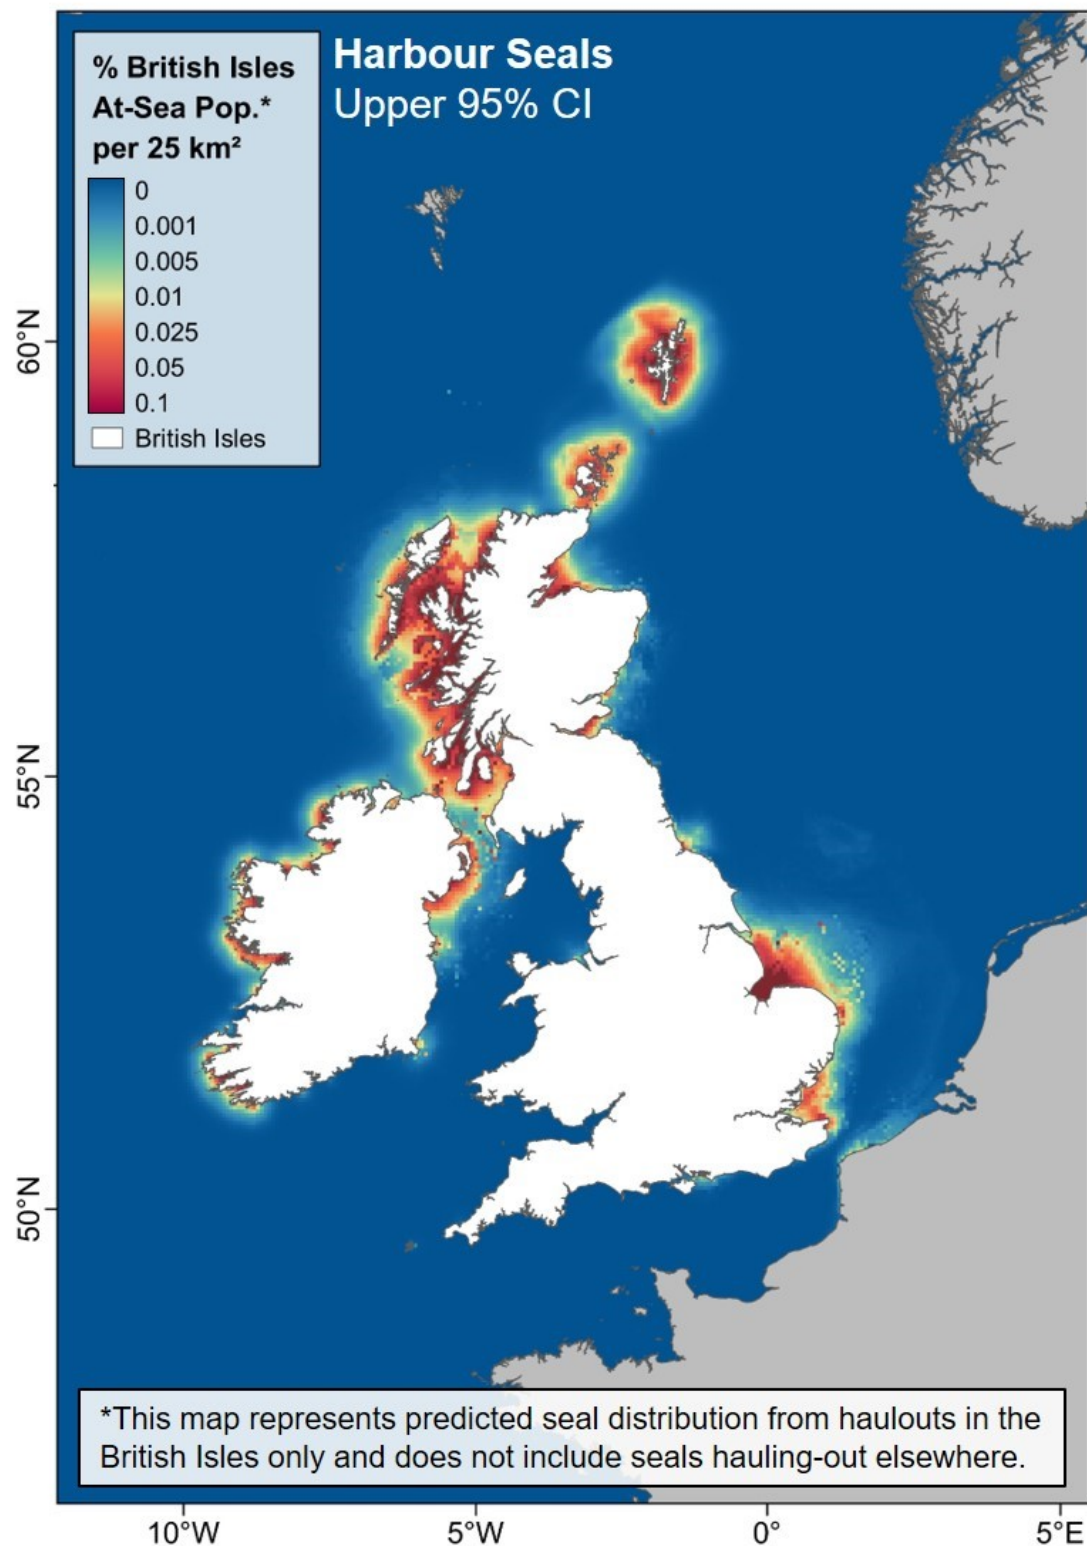 % British Isles
At-Sea Pop.*
per 25 km²
0
0.001
0.005
0.01
0.025
0.05
0.1
British Isles
Harbour Seals
Upper 95% CI
60°N
55°N
50°N
*This map represents predicted seal distribution from haulouts in the
British Isles only and does not include seals hauling-out elsewhere.
10°W
5°W
0°
5°E